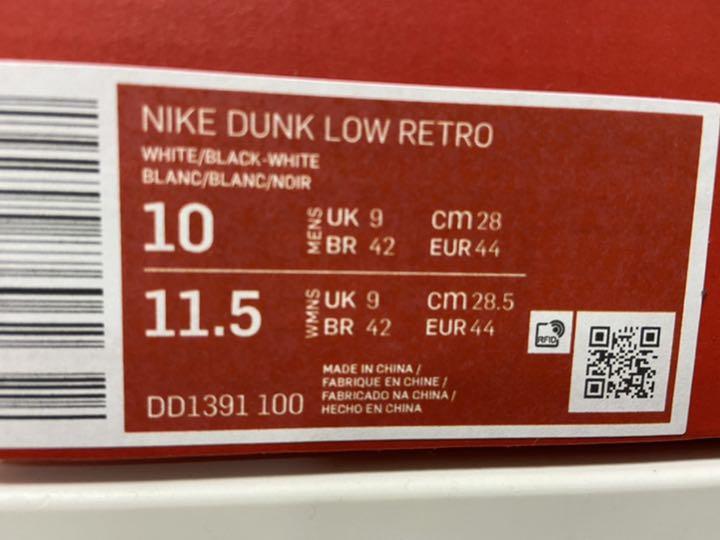 NIKE DUNK LOW RETRO
WHITE/BLACK-WHITE
BLANC/BLANC/NOIR
10 MENS UK 9 cm 28
BR 42 EUR 44
11.5 WMNS UK 9 cm 28.5
BR 42 EUR 44
RFID
DD1391 100
MADE IN CHINA /
FABRIQUE EN CHINE /
FABRICADO NA CHINA /
HECHO EN CHINA